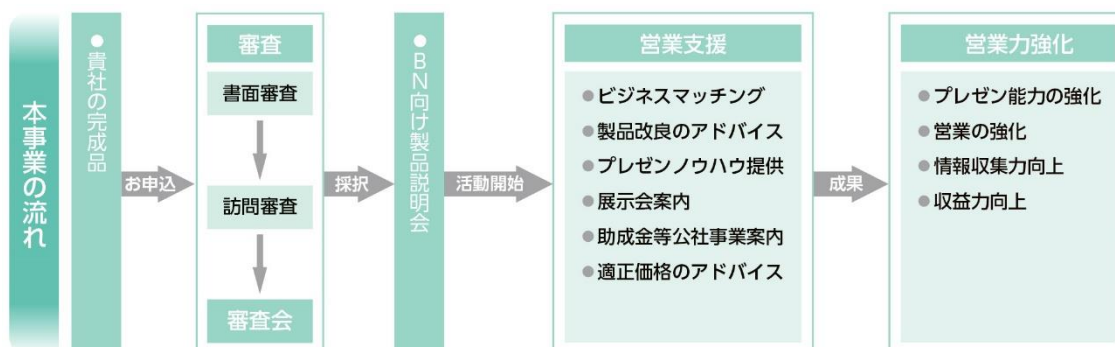 本事業の流れ
●貴社の完成品
お申込
審査
書面審査
訪問審査
審査会
採択
●BN向け製品説明会
活動開始
営業支援
●ビジネスマッチング
●製品改良のアドバイス
●プレゼンノウハウ提供
●展示会案内
●助成金等公社事業案内
●適正価格のアドバイス
成果
営業力強化
●プレゼン能力の強化
●営業の強化
●情報収集力向上
●収益力向上